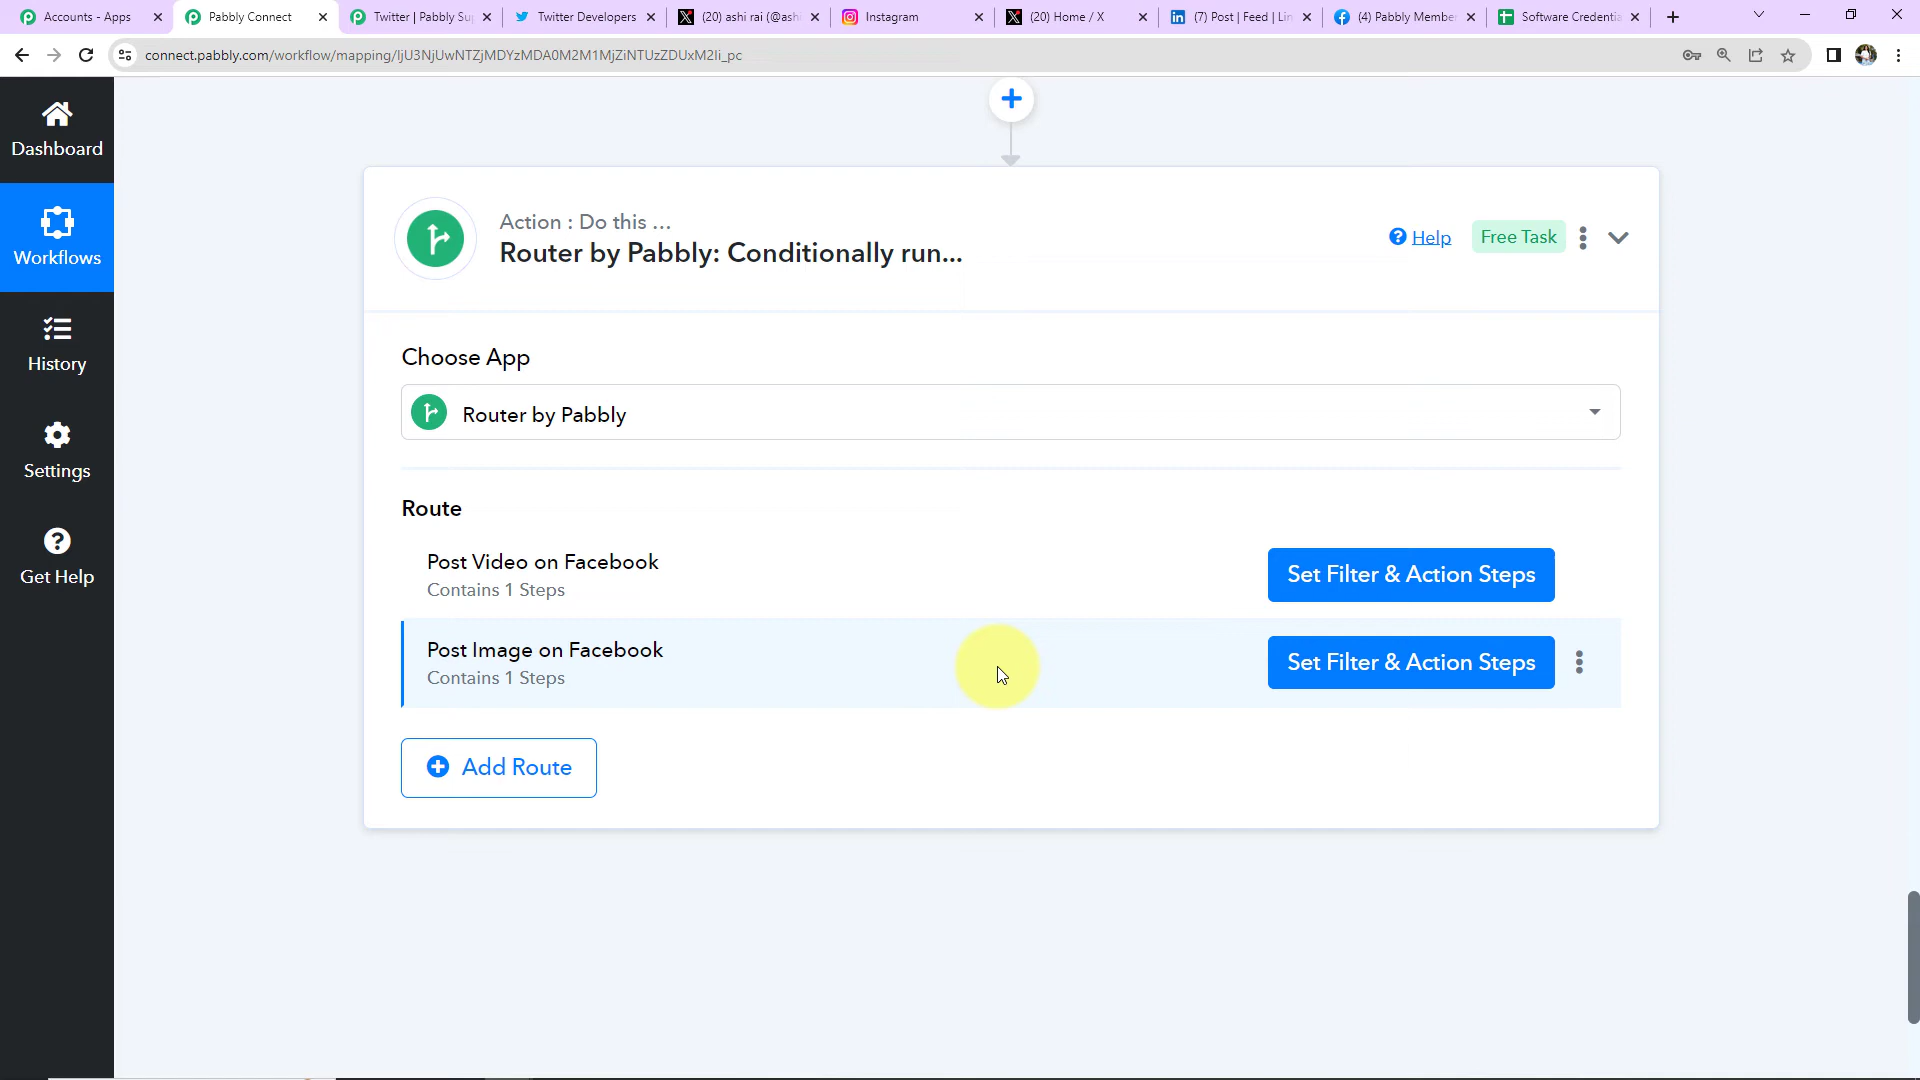 Accounts - Apps
Pabbly Connect
Twitter | Pabbly Su
Twitter Developers
(20) ashi rai (@ash
Instagram
(20) Home / X
(7) Post | Feed | Lin
(4) Pabbly Member
Software Credentia
connect.pabbly.com/workflow/mapping/IjU3NjUwNTZjMDYzMDA0M2M1MjZiNTUzZDUxM2Ii_pc
Dashboard
Workflows
History
Settings
Get Help
Action : Do this ...
Router by Pabbly: Conditionally run...
Help
Free Task
Choose App
Router by Pabbly
Route
Post Video on Facebook
Contains 1 Steps
Set Filter & Action Steps
Post Image on Facebook
Contains 1 Steps
Set Filter & Action Steps
Add Route